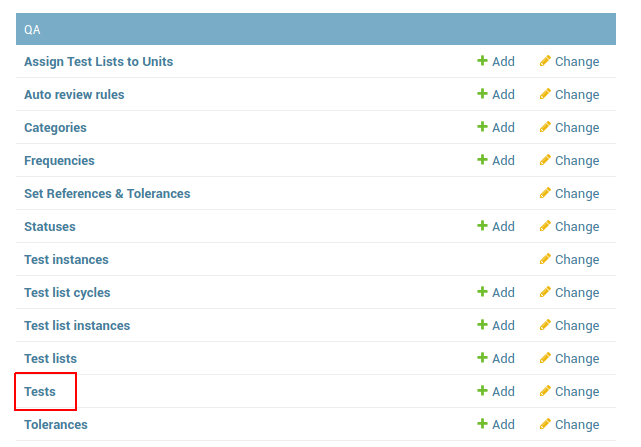 QA
Assign Test Lists to Units Add Change
Auto review rules Add Change
Categories Add Change
Frequencies Add Change
Set References & Tolerances Change
Statuses Add Change
Test instances Change
Test list cycles Add Change
Test list instances Add Change
Test lists Add Change
Tests Add Change
Tolerances Add Change